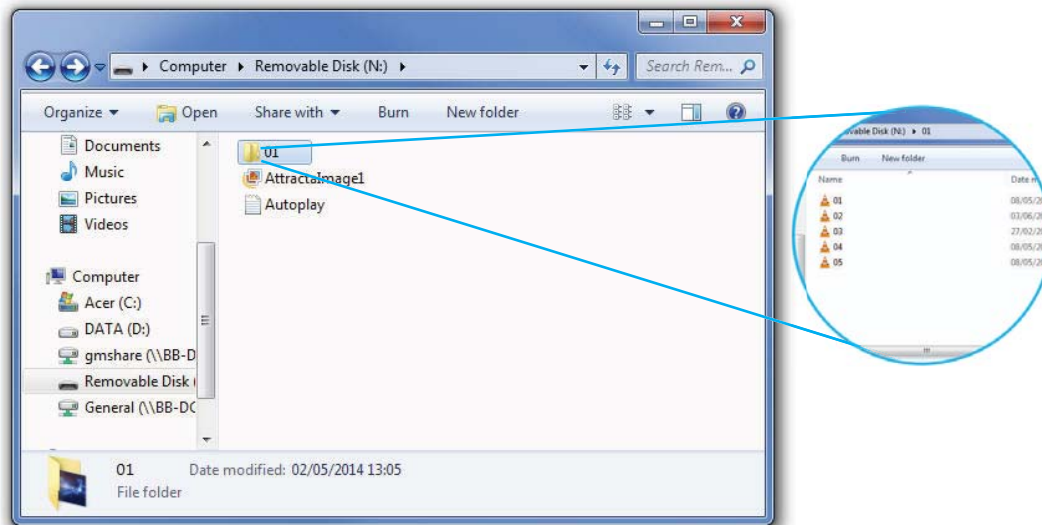 Computer Removable Disk (N:)
Search Rem...
Organize Open Share with Burn New folder
Documents
Music
Pictures
Videos
Computer
Acer (C:)
DATA (D:)
gmshare (\\BB-D
Removable Disk (
General (\\BB-DC
01
AttractaImage1
Autoplay
01 Date modified: 02/05/2014 13:05
File folder
Disk (N:) 01
Burn New folder
Name Date
01 08/05/20
02 03/06/20
03 27/02/20
04 08/05/20
05 08/05/20